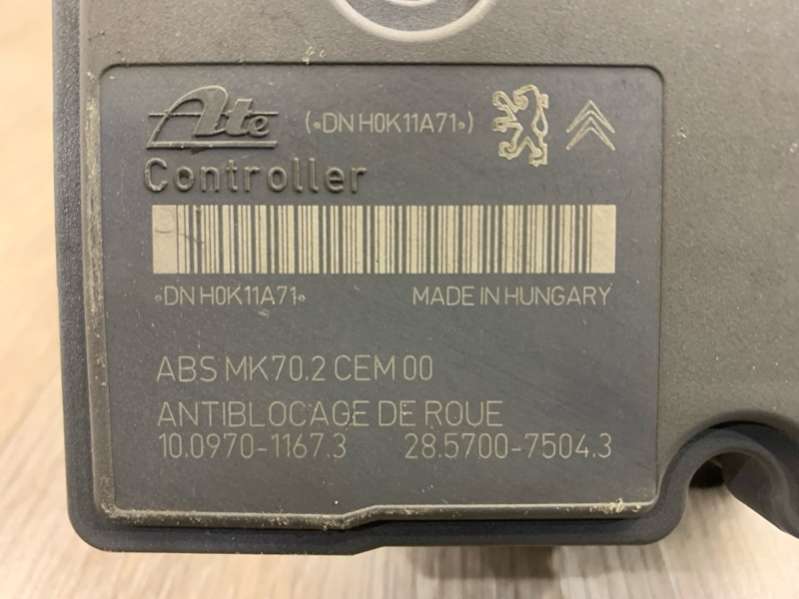 Ate (*DN H0K11A71*)
Controller
*DN H0K11A71* MADE IN HUNGARY
ABS MK70.2 CEM 00
ANTIBLOCAGE DE ROUE
10.0970-1167.3 28.5700-7504.3